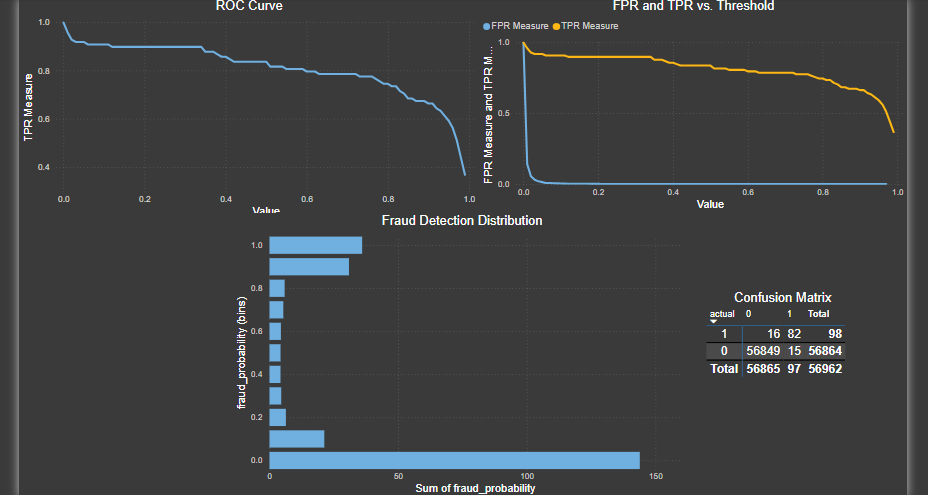 ROC Curve
TPR Measure
1.0
0.8
0.6
0.4
0.0 0.2 0.4 0.6 0.8 1.0
Value
FPR and TPR vs. Threshold
FPR Measure TPR Measure
FPR Measure and TPR M...
1.0
0.5
0.0
0.0 0.2 0.4 0.6 0.8 1.0
Value
Fraud Detection Distribution
fraud_probability (bins)
1.0
0.8
0.6
0.4
0.2
0.0
0 50 100 150
Sum of fraud_probability
Confusion Matrix
actual 0 1 Total
1 16 82 98
0 56849 15 56864
Total 56865 97 56962